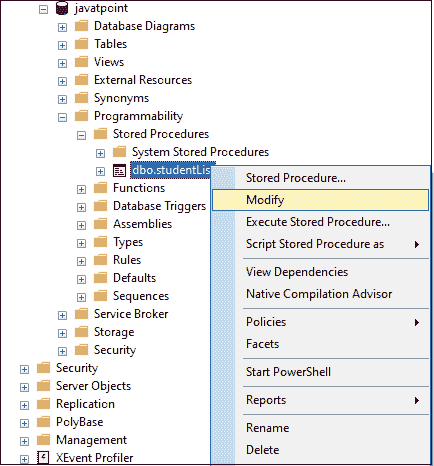 javatpoint
Database Diagrams
Tables
Views
External Resources
Synonyms
Programmability
Stored Procedures
System Stored Procedures
dbo.studentLis
Functions
Database Triggers
Assemblies
Types
Rules
Defaults
Sequences
Service Broker
Storage
Security
Security
Server Objects
Replication
PolyBase
Management
XEvent Profiler
Stored Procedure...
Modify
Execute Stored Procedure...
Script Stored Procedure as
View Dependencies
Native Compilation Advisor
Policies
Facets
Start PowerShell
Reports
Rename
Delete